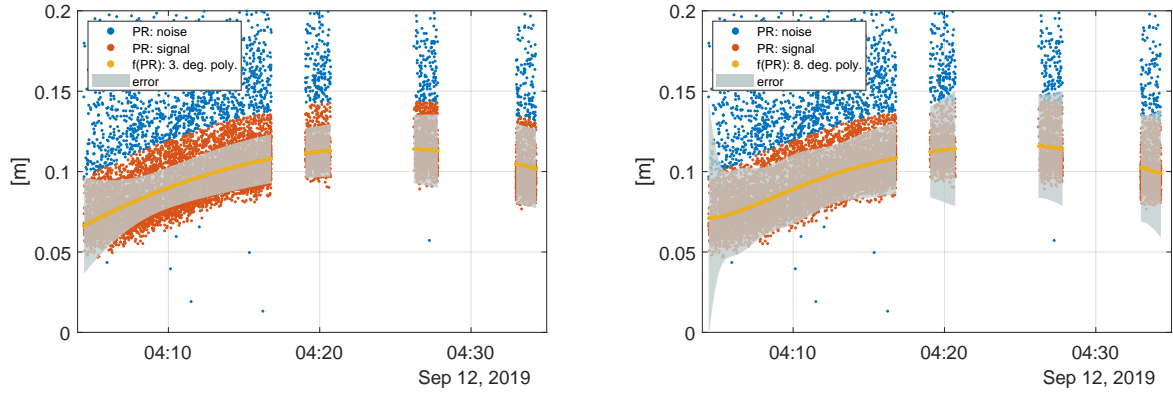 0.2
0.15
0.1
0.05
0
[m]
PR: noise
PR: signal
f(PR): 3. deg. poly.
error
04:10 04:20 04:30
Sep 12, 2019
0.2
0.15
0.1
0.05
0
[m]
PR: noise
PR: signal
f(PR): 8. deg. poly.
error
04:10 04:20 04:30
Sep 12, 2019